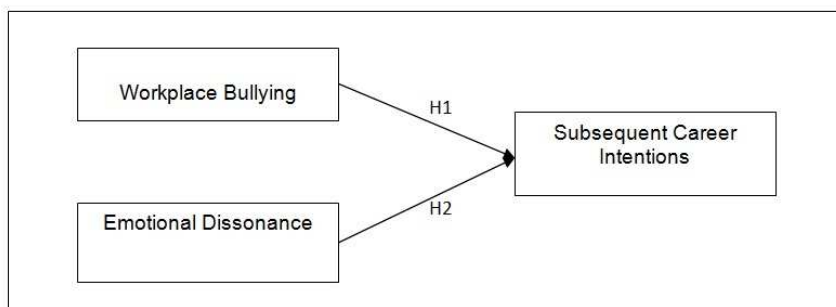 Workplace Bullying
H1
Subsequent Career
Intentions
Emotional Dissonance
H2